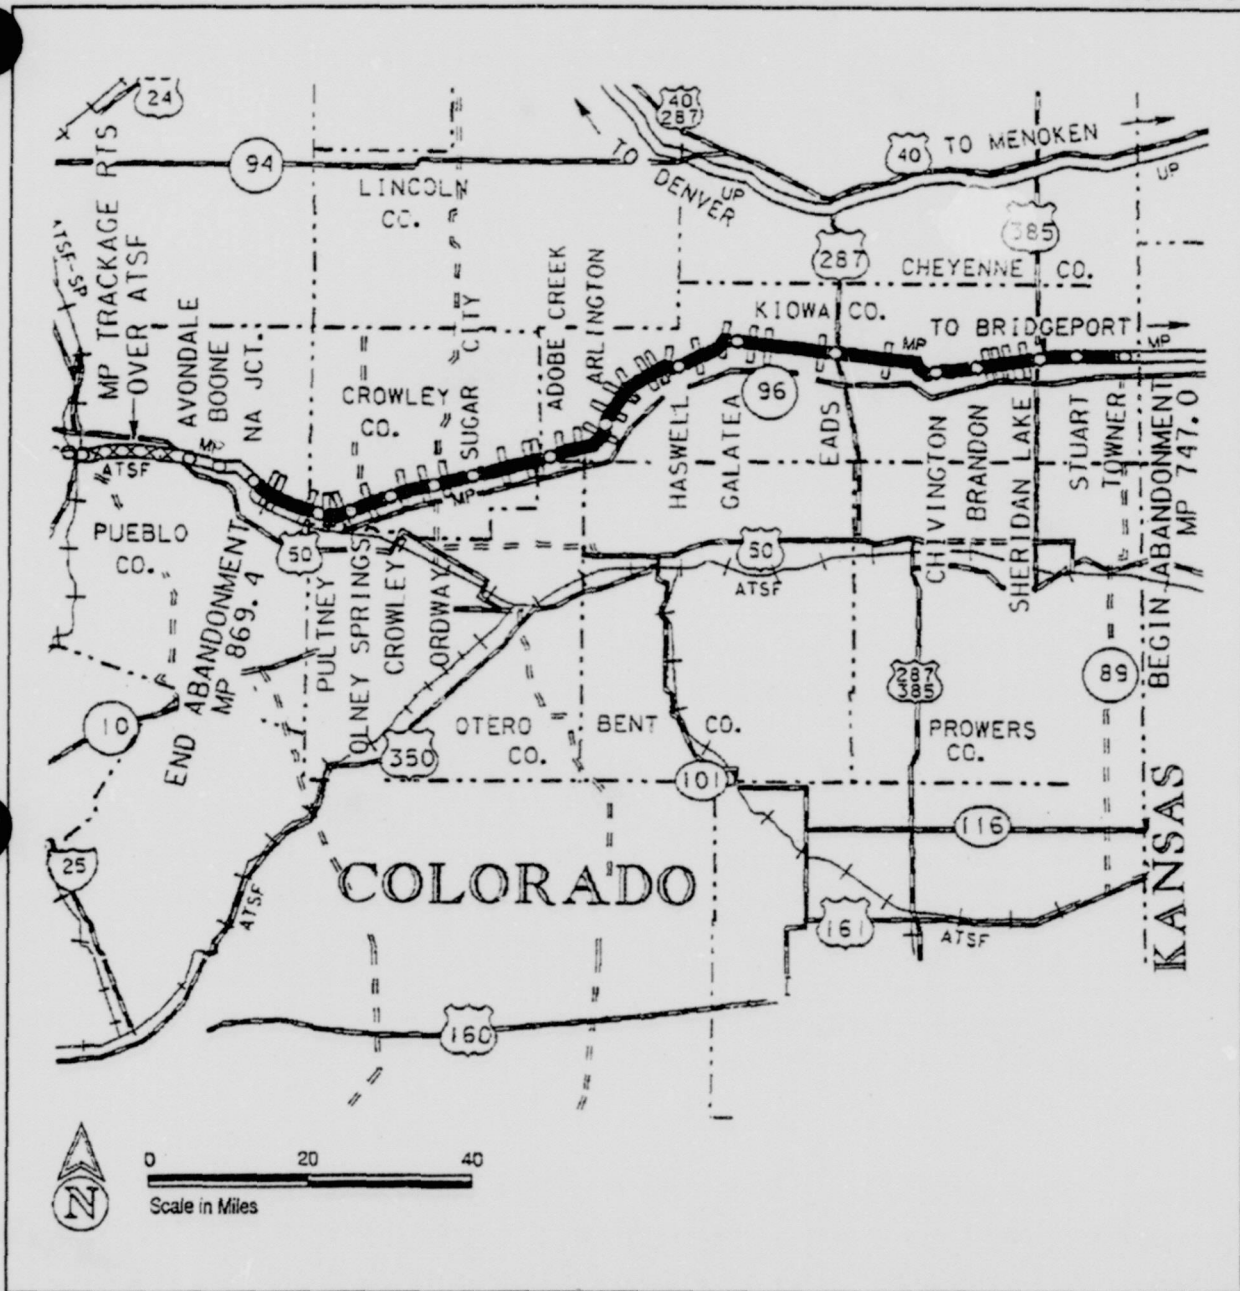 24
40
287
94
TO
DENVER
UP
40
TO MENOKEN
UP
LINCOLN
CO.
385
287
CHEYENNE CO.
KIOWA CO.
ATSF-SP
MP TRACKAGE RTS
OVER ATSF
AVONDALE
BOONE
NA JCT.
CROWLEY
CO.
SUGAR CITY
ADOBE CREEK
ARLINGTON
MP
TO BRIDGEPORT
MP
96
MP
ATSF
MP
HASWELL
GALATEA
EADS
CHIVINGTON
BRANDON
SHERIDAN LAKE
STUART
TOWNER
BEGIN ABANDONMENT
MP 747.0
PUEBLO
CO.
50
50
ATSF
END ABANDONMENT
MP 869.4
PULTNEY
OLNEY SPRINGS
CROWLEY
ORDWAY
287
385
89
10
350
OTERO
CO.
BENT CO.
PROWERS
CO.
101
116
25
COLORADO
KANSAS
ATSF
161
ATSF
160
N
0 20 40
Scale in Miles